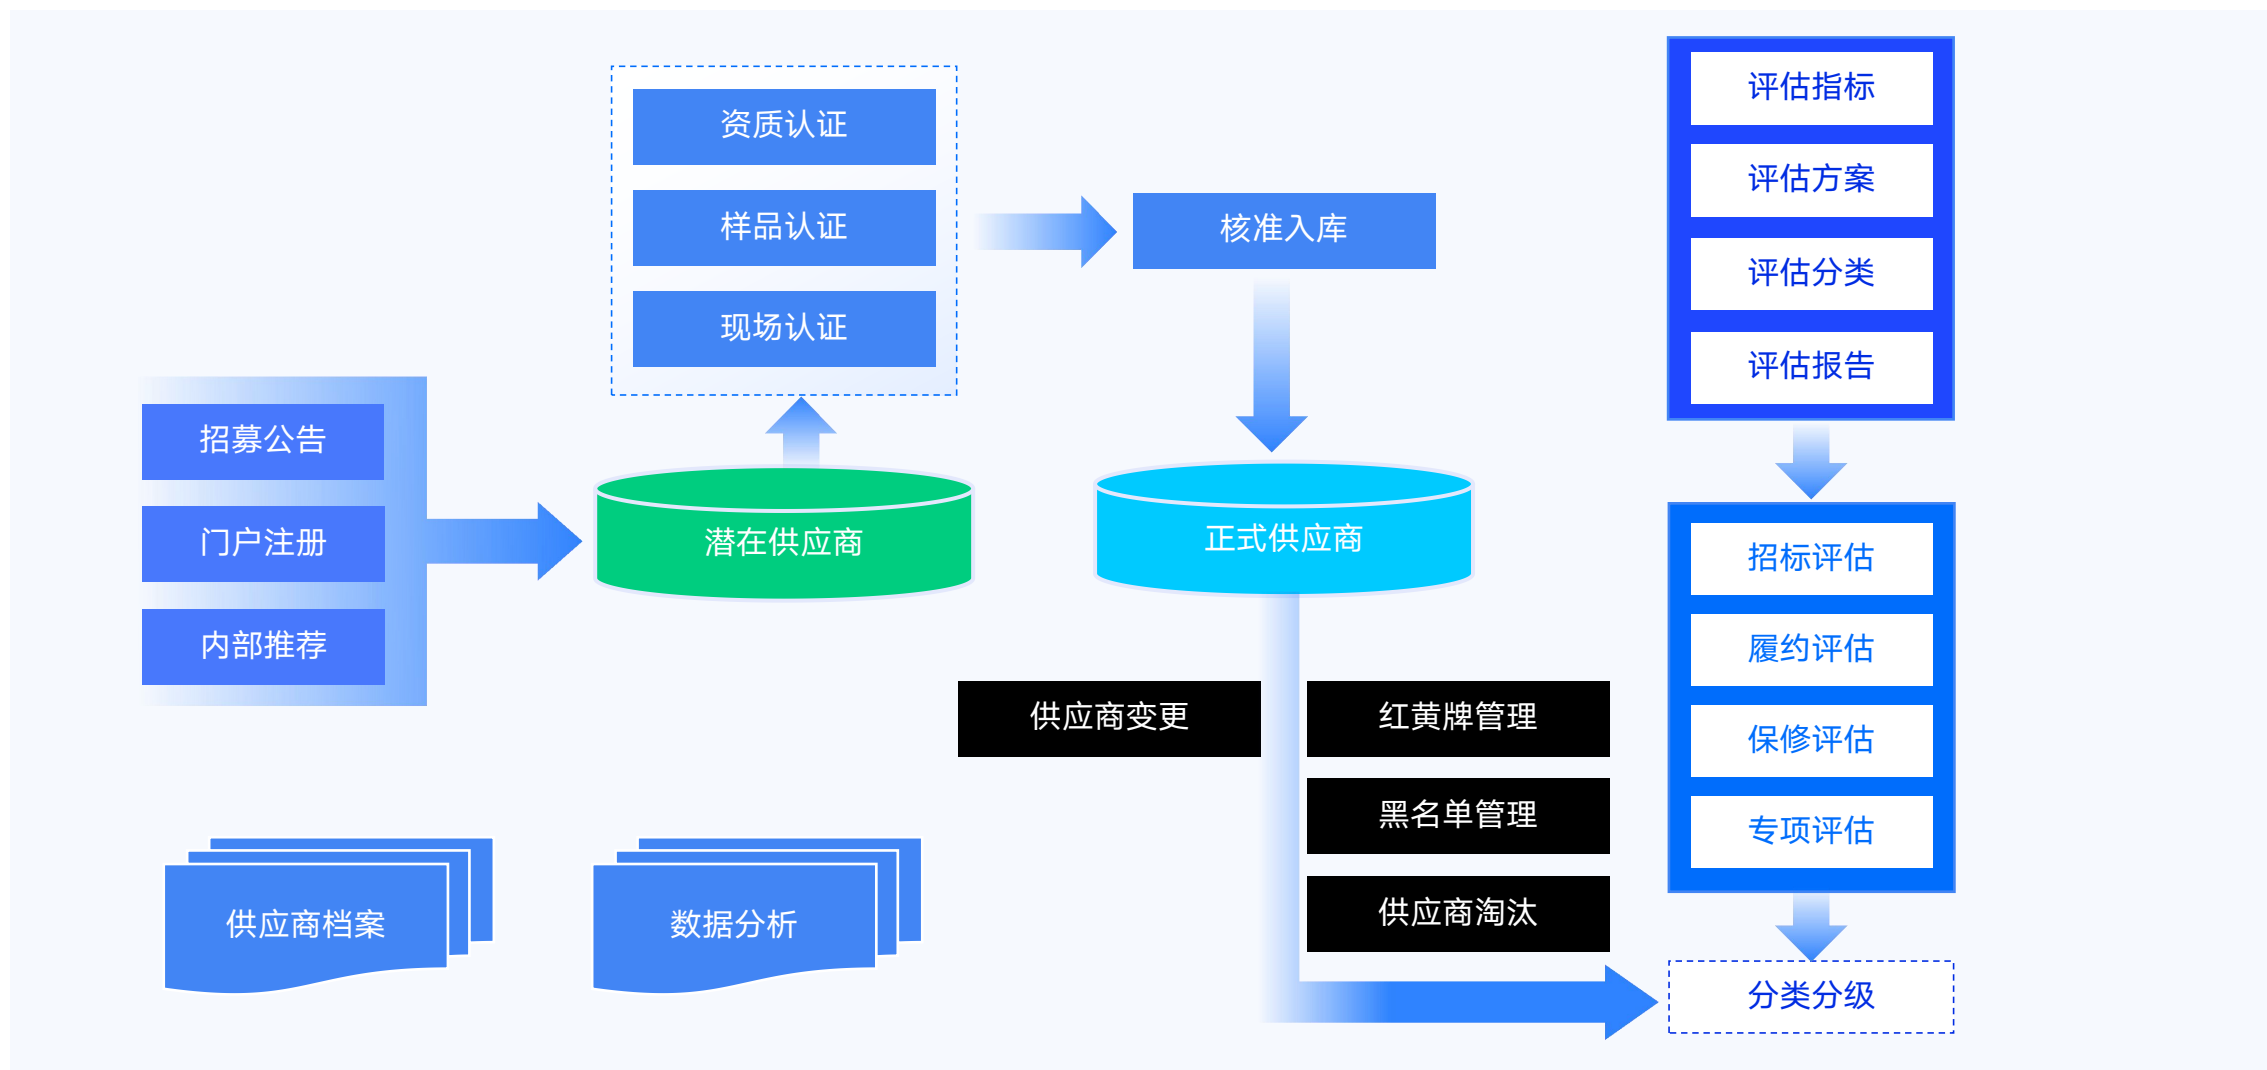 资质认证
样品认证
现场认证
核准入库
招募公告
门户注册
内部推荐
潜在供应商
正式供应商
供应商变更
红黄牌管理
黑名单管理
供应商淘汰
供应商档案
数据分析
评估指标
评估方案
评估分类
评估报告
招标评估
履约评估
保修评估
专项评估
分类分级